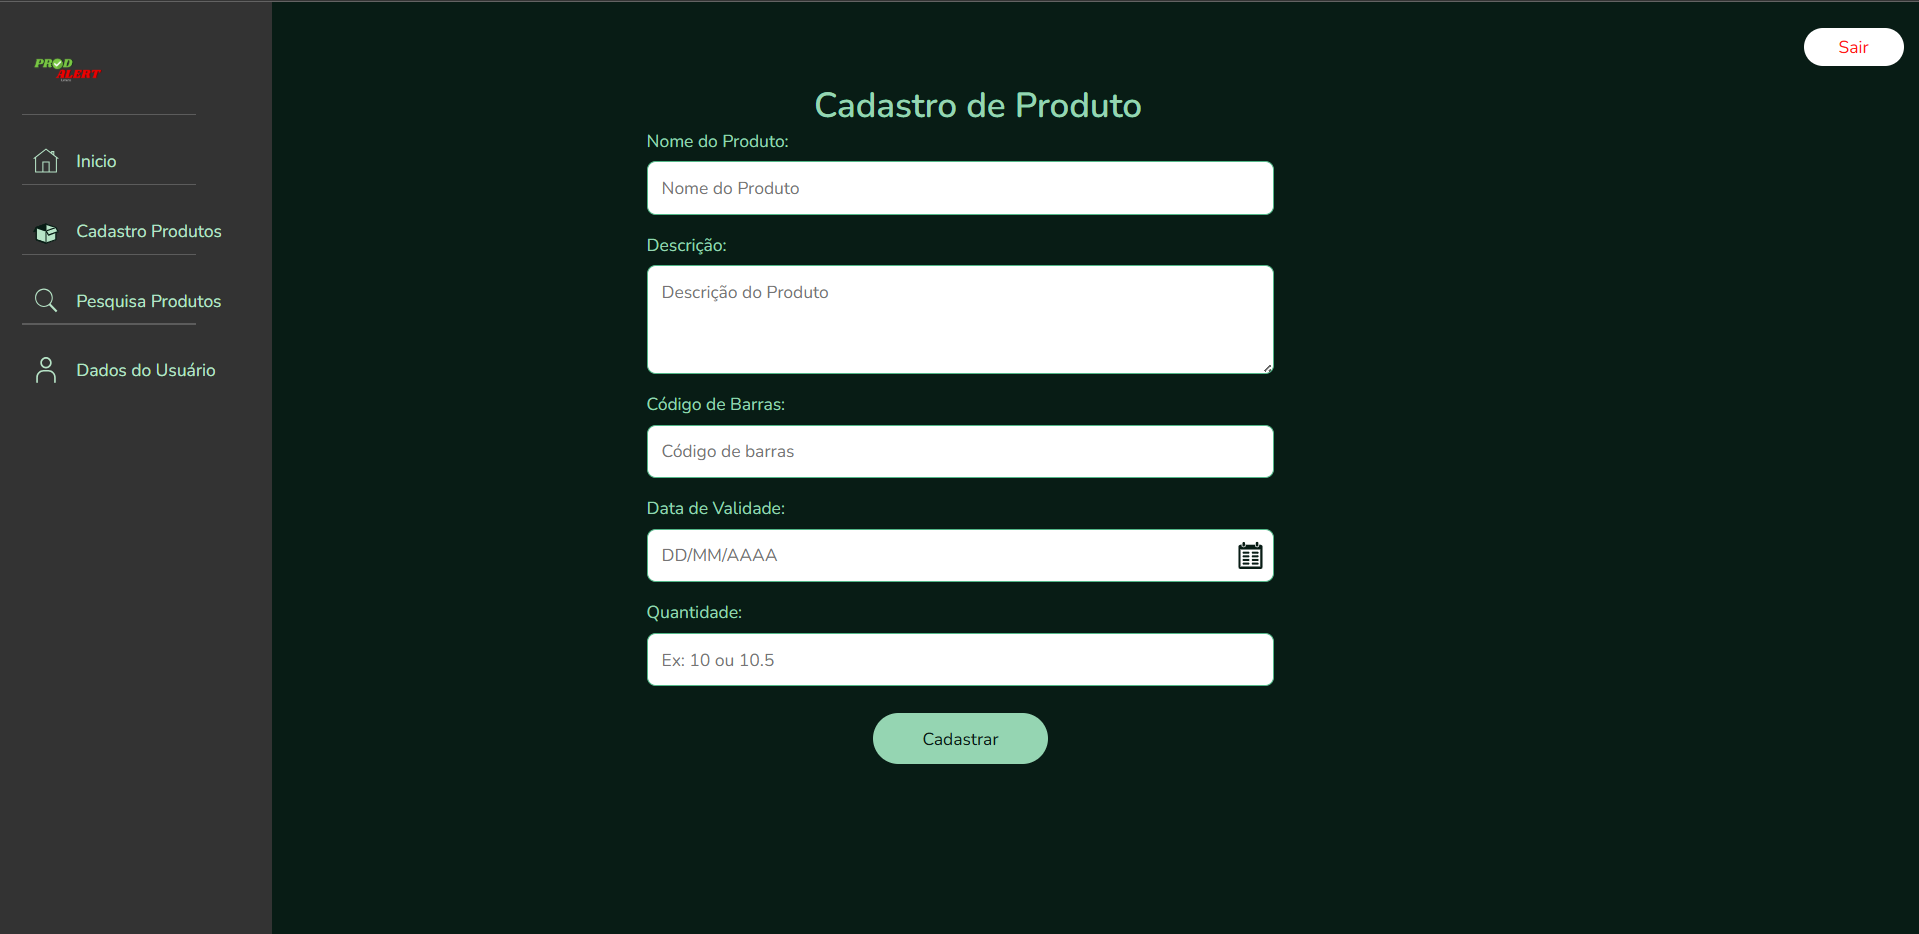 PROD
ALERT
Inicio
Cadastro Produtos
Pesquisa Produtos
Dados do Usuário
Sair
Cadastro de Produto
Nome do Produto:
Nome do Produto
Descrição:
Descrição do Produto
Código de Barras:
Código de barras
Data de Validade:
DD/MM/AAAA
Quantidade:
Ex: 10 ou 10.5
Cadastrar